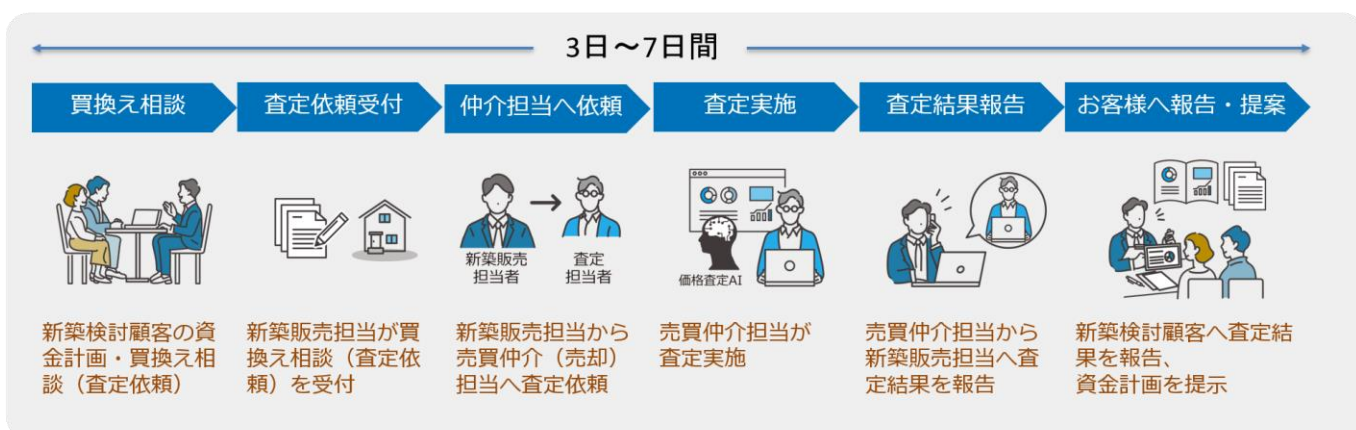 3日～7日間
買換え相談
査定依頼受付
仲介担当へ依頼
査定実施
査定結果報告
お客様へ報告・提案
新築販売
担当者
査定
担当者
価格査定AI
新築検討顧客の資
金計画・買換え相
談（査定依頼）
新築販売担当が買
換え相談（査定依
頼）を受付
新築販売担当から
売買仲介（売却）
担当へ査定依頼
売買仲介担当が
査定実施
売買仲介担当から
新築販売担当へ査
定結果を報告
新築検討顧客へ査定結
果を報告、
資金計画を提示